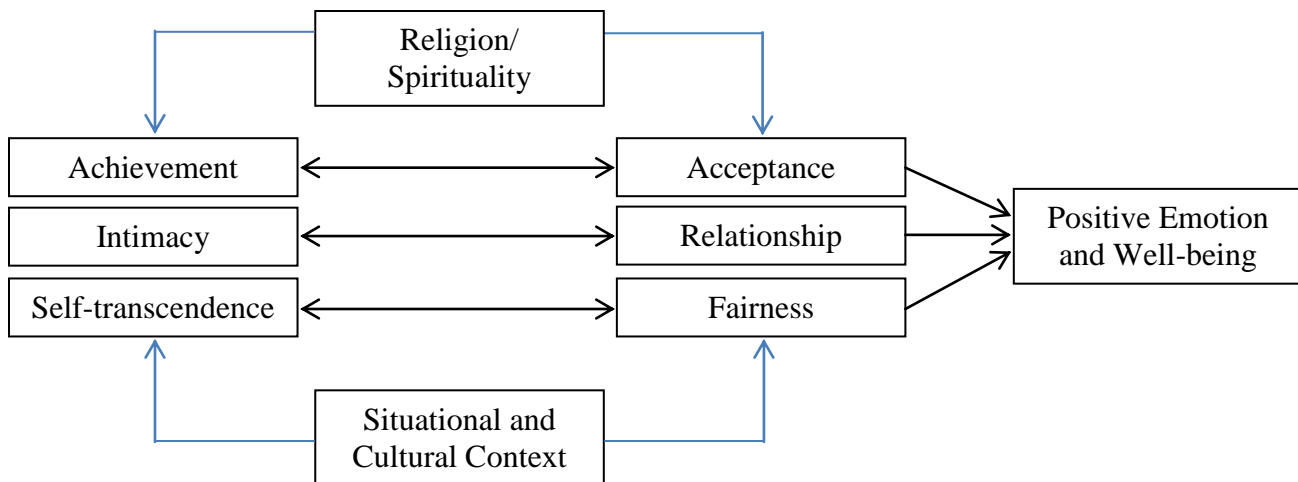 Religion/
Spirituality
Achievement
Acceptance
Intimacy
Relationship
Positive Emotion
and Well-being
Self-transcendence
Fairness
Situational and
Cultural Context